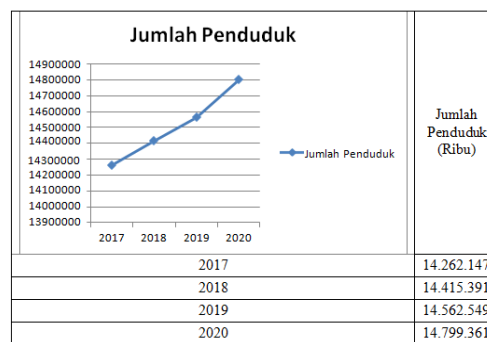 Jumlah Penduduk
14900000
14800000
14700000
14600000
14500000
14400000
14300000
14200000
14100000
14000000
13900000
2017 2018 2019 2020
Jumlah Penduduk
Jumlah
Penduduk
(Ribu)
2017 14.262.147
2018 14.415.391
2019 14.562.549
2020 14.799.361